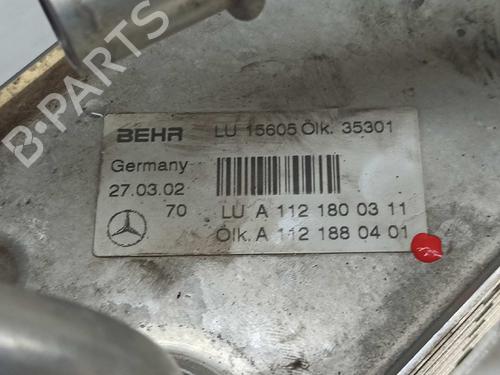 BEHR LU 15605 Ölk. 35301
Germany
27.03.02
70 LU A 112 180 03 11
Ölk. A 112 188 04 01
B-PARTS